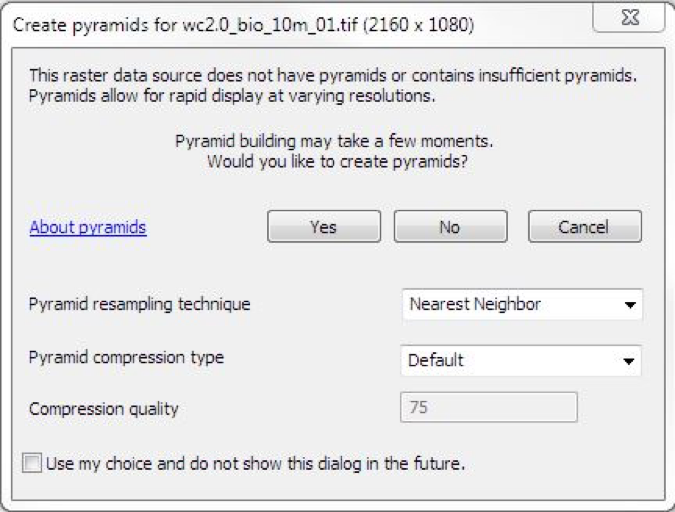 Create pyramids for wc2.0_bio_10m_01.tif (2160 x 1080)
This raster data source does not have pyramids or contains insufficient pyramids.
Pyramids allow for rapid display at varying resolutions.
Pyramid building may take a few moments.
Would you like to create pyramids?
About pyramids Yes No Cancel
Pyramid resampling technique Nearest Neighbor
Pyramid compression type Default
Compression quality 75
Use my choice and do not show this dialog in the future.